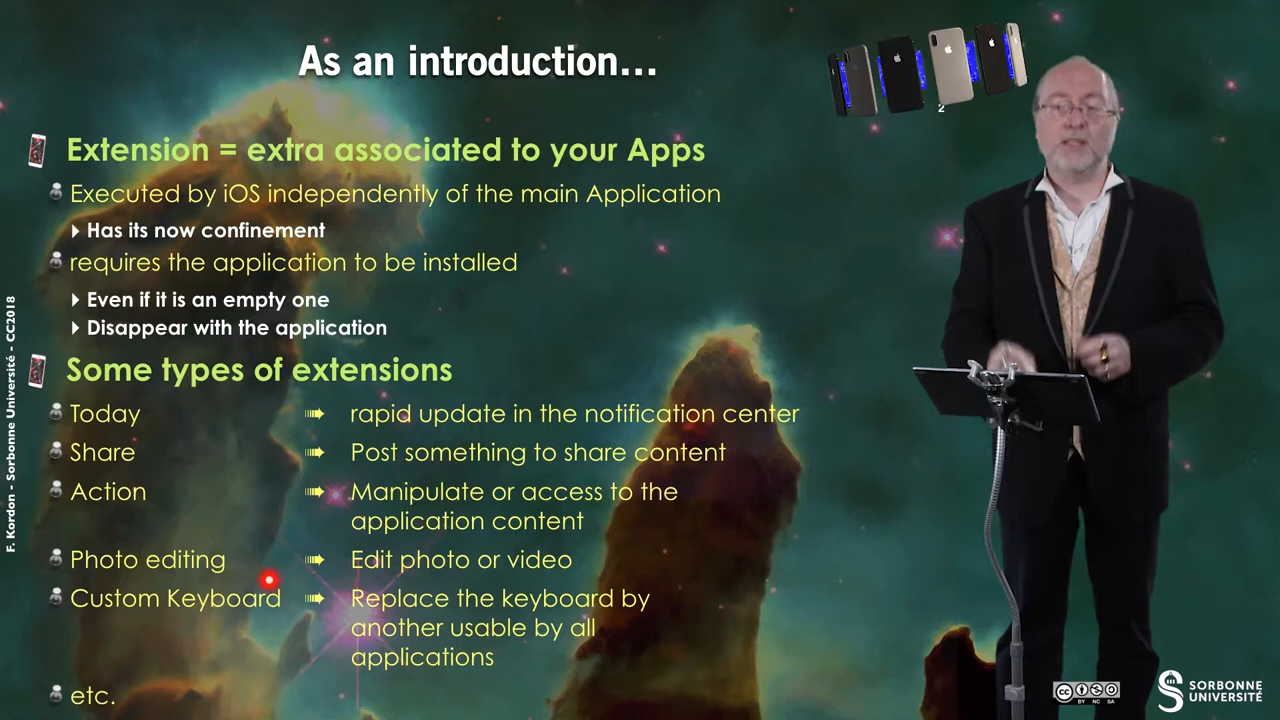 As an introduction…
2
Extension = extra associated to your Apps
Executed by iOS independently of the main Application
Has its now confinement
requires the application to be installed
Even if it is an empty one
Disappear with the application
Some types of extensions
Today ➠ rapid update in the notification center
Share ➠ Post something to share content
Action ➠ Manipulate or access to the
application content
Photo editing ➠ Edit photo or video
Custom Keyboard ➠ Replace the keyboard by
another usable by all
applications
etc.
F. Kordon - Sorbonne Université - CC2018
cc
BY NC SA
SORBONNE
UNIVERSITÉ